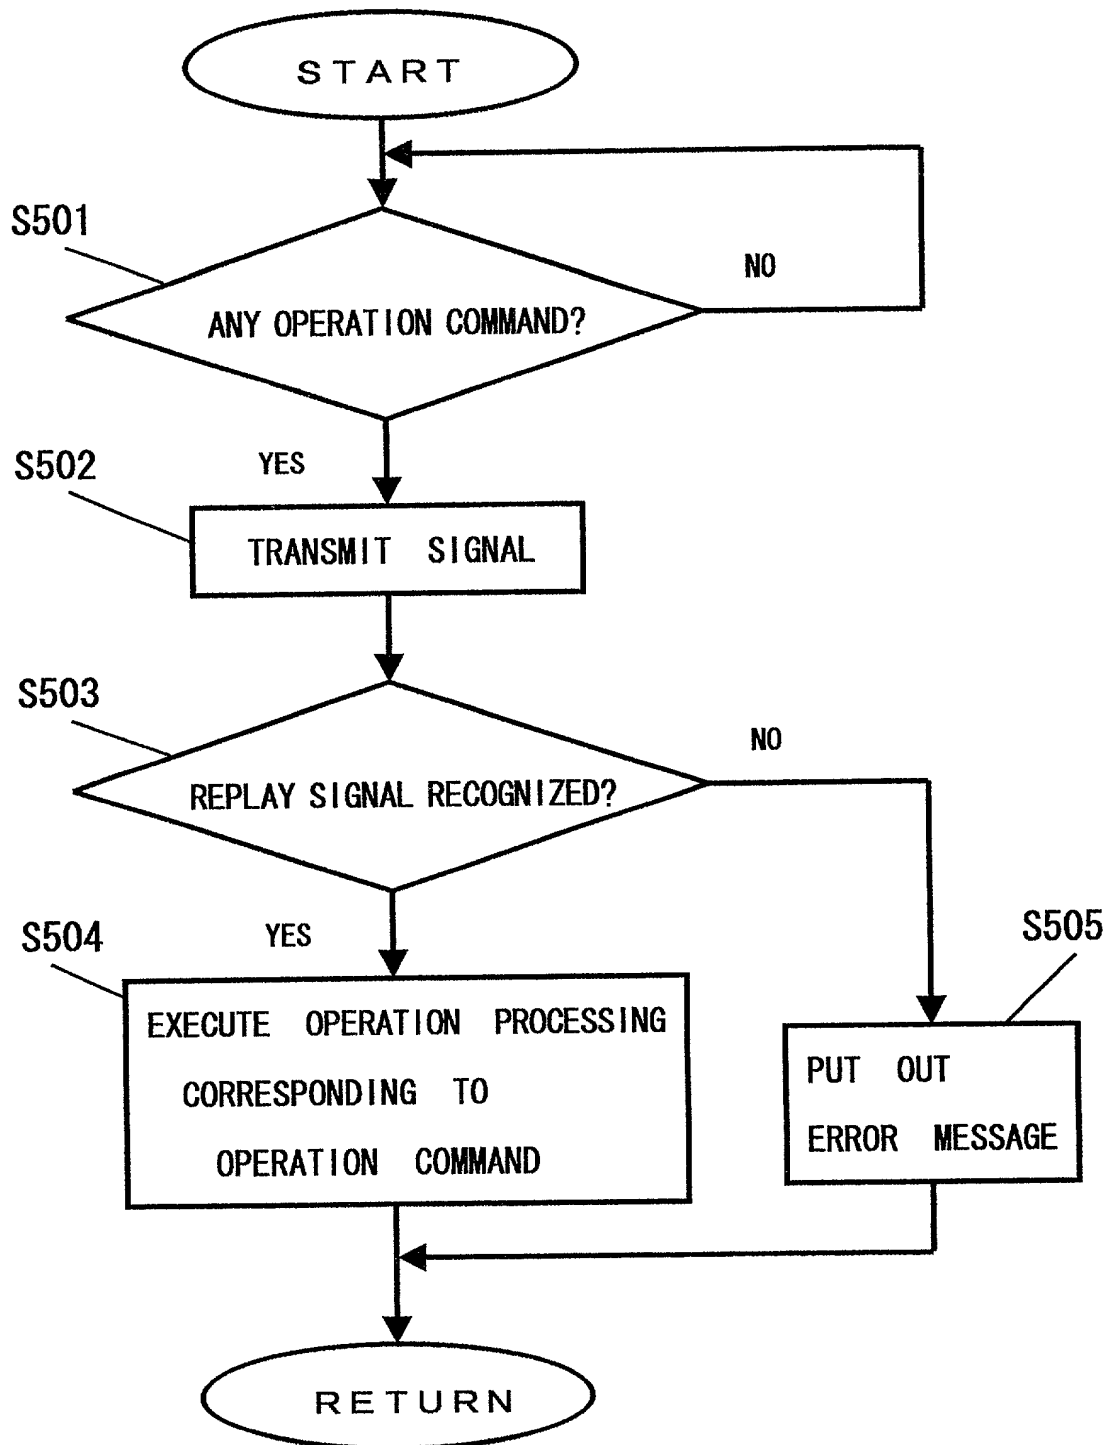 START
S501
NO
ANY OPERATION COMMAND?
S502
YES
TRANSMIT SIGNAL
S503
NO
REPLAY SIGNAL RECOGNIZED?
S504
YES
S505
EXECUTE OPERATION PROCESSING
CORRESPONDING TO
OPERATION COMMAND
PUT OUT
ERROR MESSAGE
RETURN